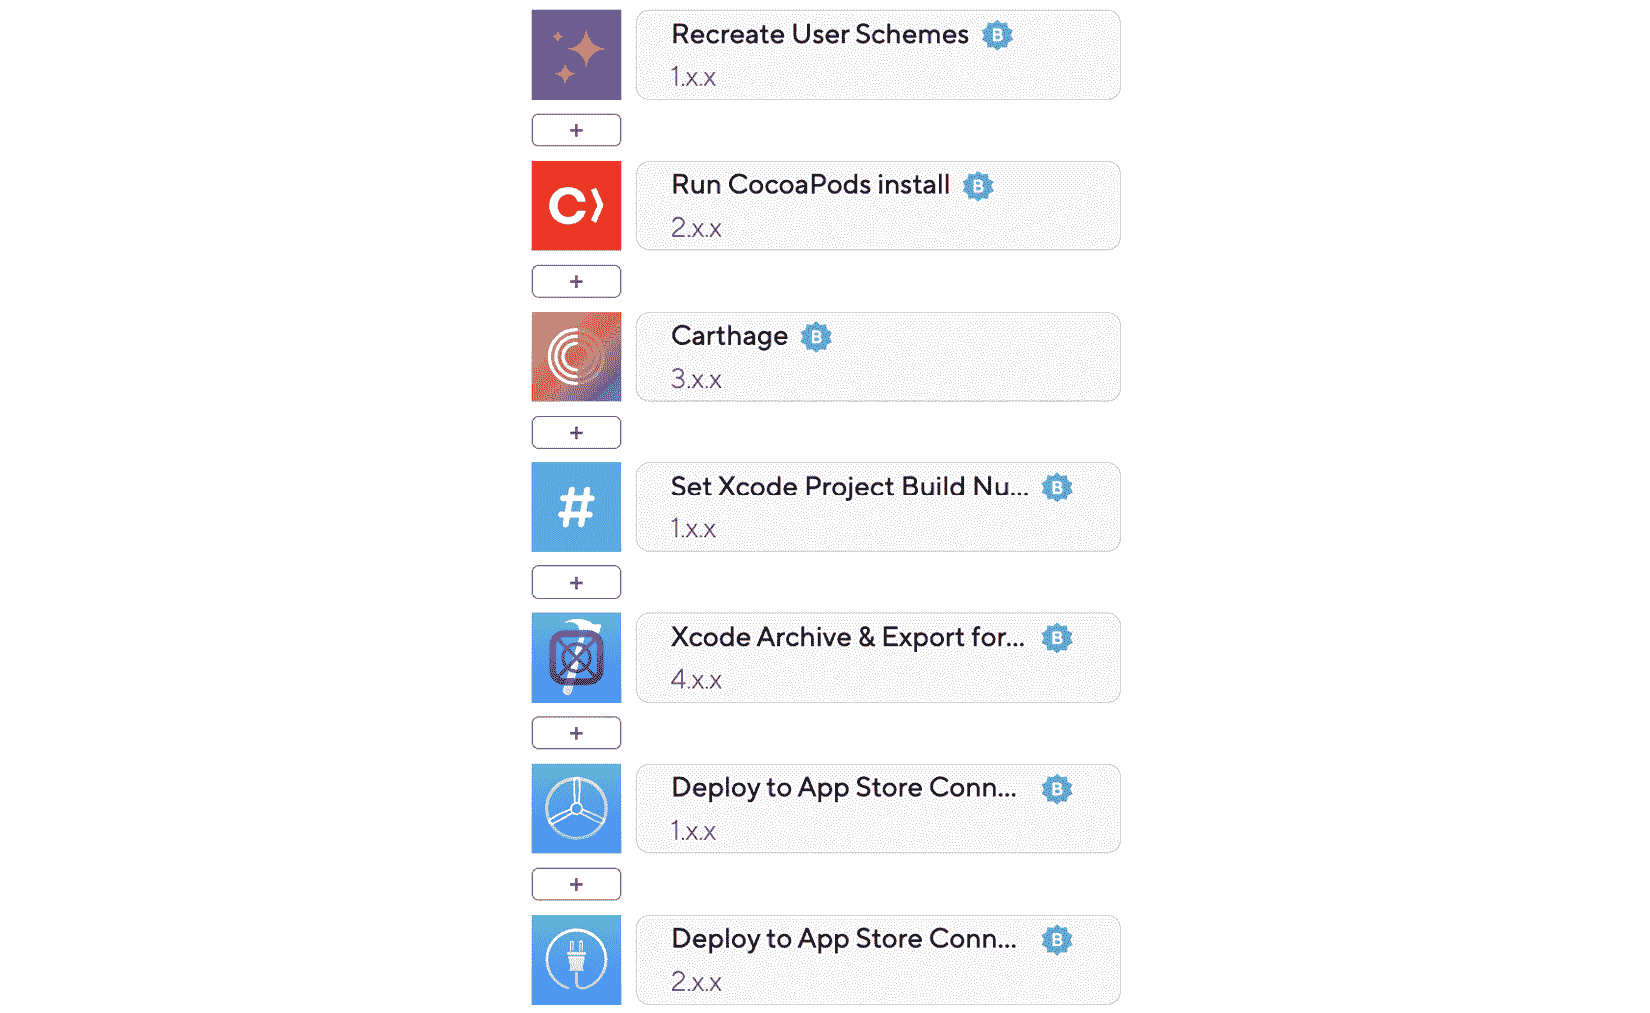 Recreate User Schemes B
1.x.x
+
C
Run CocoaPods install B
2.x.x
+
Carthage B
3.x.x
+
#
Set Xcode Project Build Nu... B
1.x.x
+
Xcode Archive & Export for... B
4.x.x
+
Deploy to App Store Conn... B
1.x.x
+
Deploy to App Store Conn... B
2.x.x